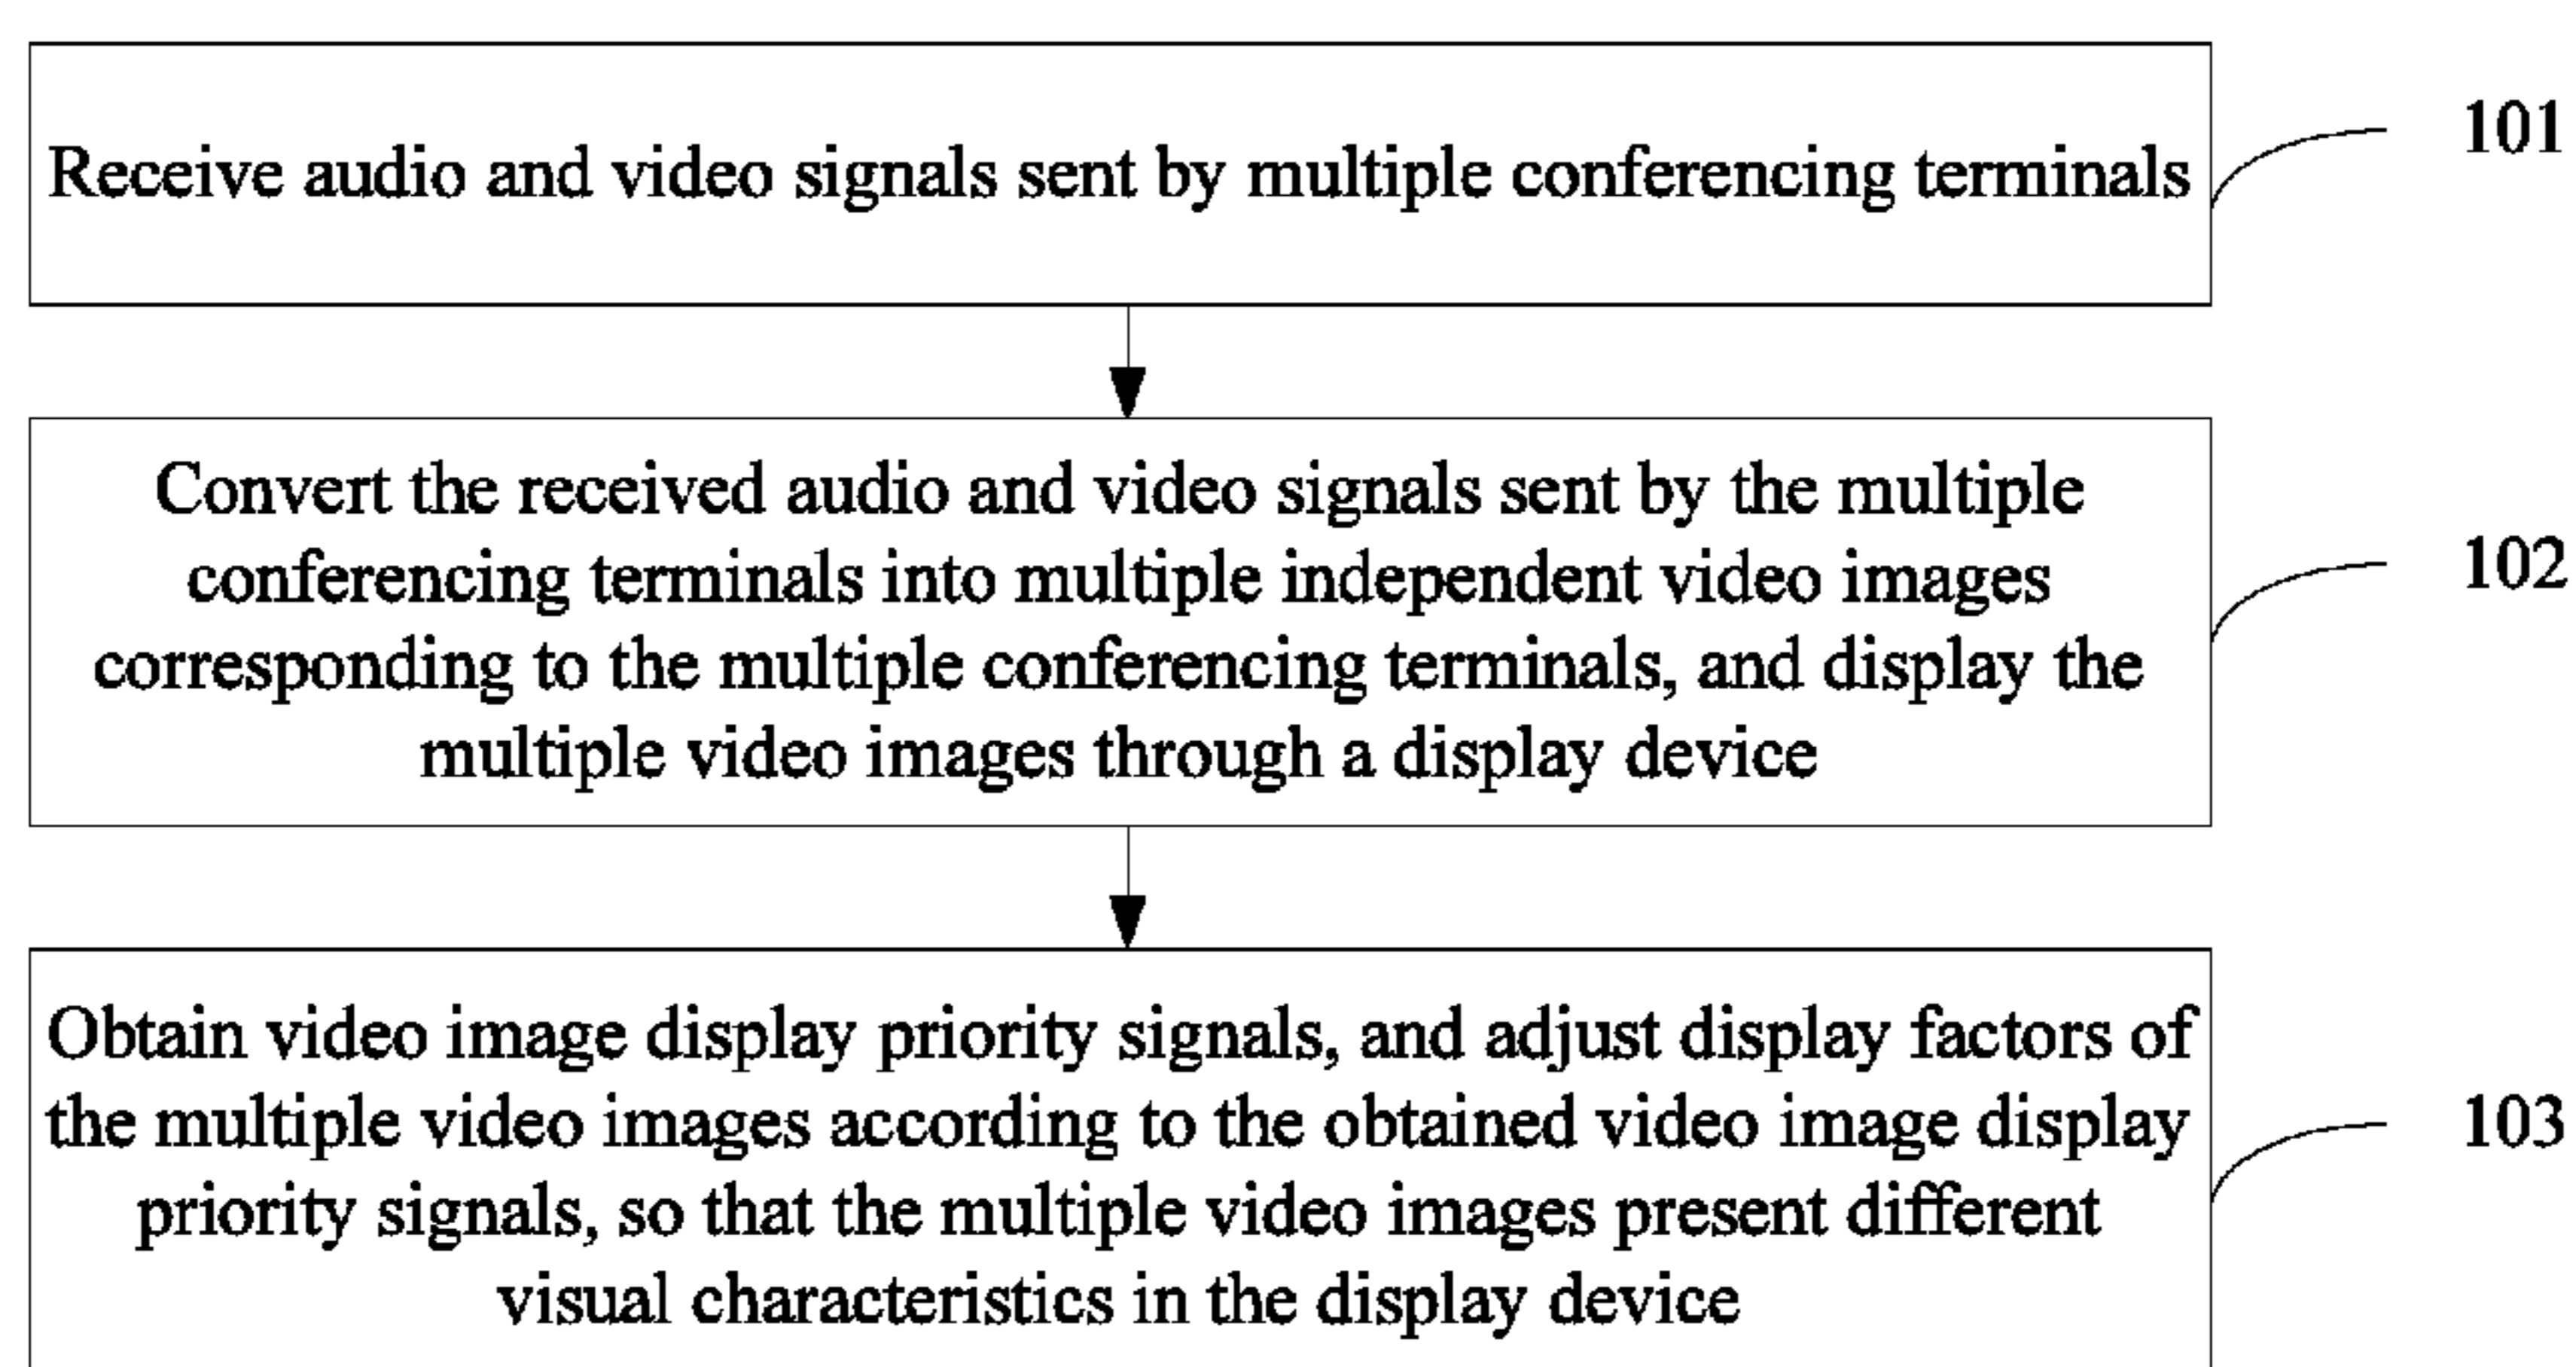 Receive audio and video signals sent by multiple conferencing terminals
101
Convert the received audio and video signals sent by the multiple
conferencing terminals into multiple independent video images
corresponding to the multiple conferencing terminals, and display the
multiple video images through a display device
102
Obtain video image display priority signals, and adjust display factors of
the multiple video images according to the obtained video image display
priority signals, so that the multiple video images present different
visual characteristics in the display device
103